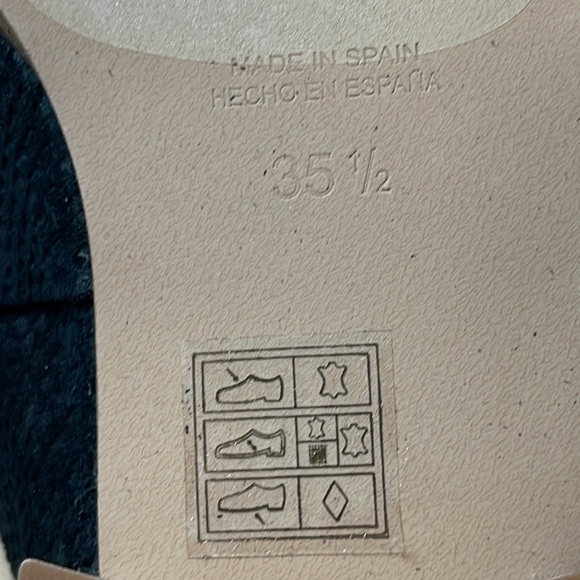 MADE IN SPAIN
HECHO EN ESPAÑA
35 1/2